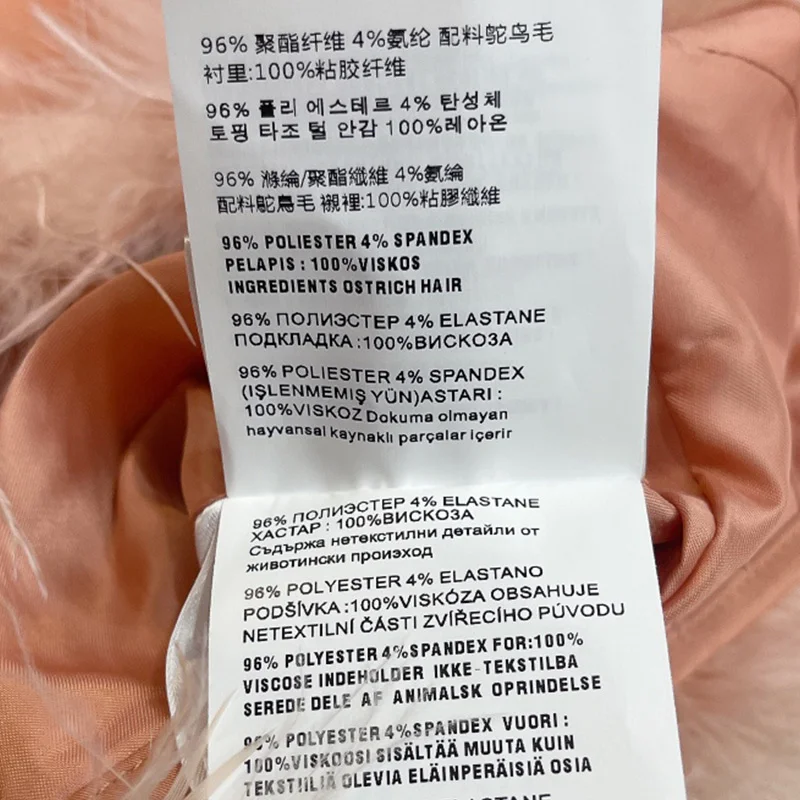 96% 聚酯纤维 4%氨纶 配料鸵鸟毛
衬里:100%粘胶纤维
96% 폴리 에스테르 4% 탄성체
토핑 타조 털 안감 100%레아온
96% 滌綸/聚酯纖維 4%氨綸
配料鴕鳥毛 襯裡:100%粘膠纖維
96% POLIESTER 4% SPANDEX
PELAPIS : 100%VISKOS
INGREDIENTS OSTRICH HAIR
96% ПОЛИЭСТЕР 4% ELASTANE
ПОДКЛАДКА :100%ВИСКОЗА
96% POLIESTER 4% SPANDEX
(IŞLENMEMIŞ YÜN)ASTARI :
100%VISKOZ Dokuma olmayan
hayvansal kaynaklı parçalar içerir
96% ПОЛИЭСТЕР 4% ELASTANE
ХАСТАР : 100%ВИСКОЗА
Съдържа нетекстилни детайли от
животински произход
96% POLYESTER 4% ELASTANO
PODŠÍVKA :100%VISKÓZA OBSAHUJE
NETEXTILNÍ ČÁSTI ZVÍŘECÍHO PÚVODU
96% POLYESTER 4%SPANDEX FOR:100%
VISCOSE INDEHOLDER IKKE-TEKSTILBA
SEREDE DELE AF ANIMALSK OPRINDELSE
96% POLYESTER 4%SPANDEX VUORI :
100%VISKOOSI SISÄLTÄÄ MUUTA KUIN
TEKSTIILIÄ OLEVIA ELÄINPERÄISIÄ OSIA